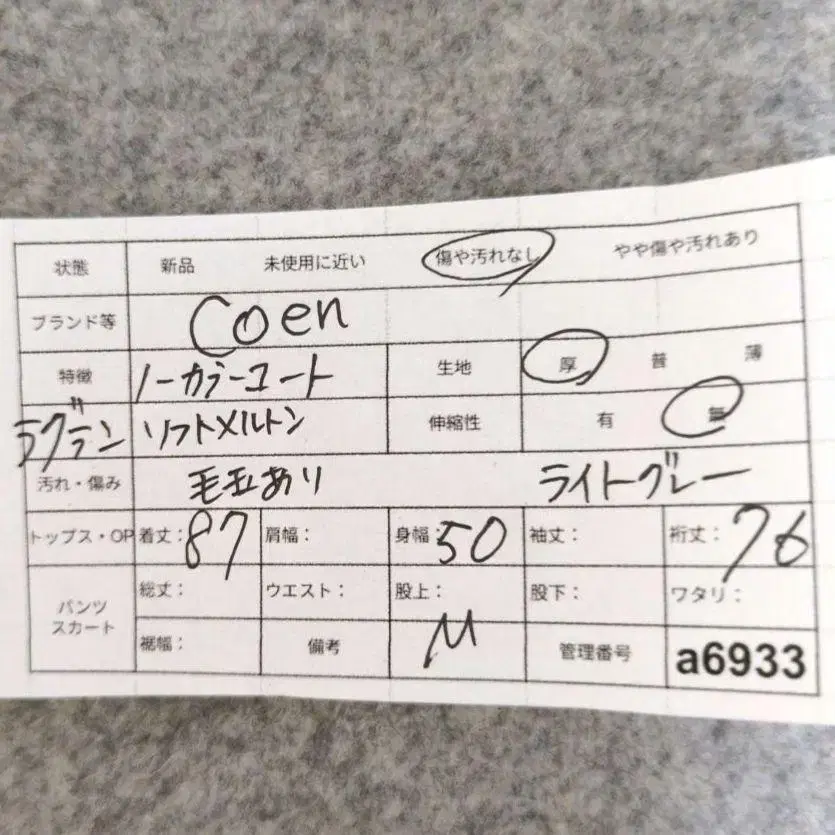 状態 新品 未使用に近い 傷や汚れなし やや傷や汚れあり
ブランド等 coen
特徴 ノーカラーコート 生地 厚 普 薄
ラグラン ソフトメルトン 伸縮性 有 無
汚れ・傷み 毛玉あり ライトグレー
トップス・OP 着丈: 87 肩幅: 身幅: 50 袖丈: 裄丈: 76
パンツ スカート 総丈: ウエスト: 股上: 股下: ワタリ:
裾幅: 備考 M 管理番号 a6933